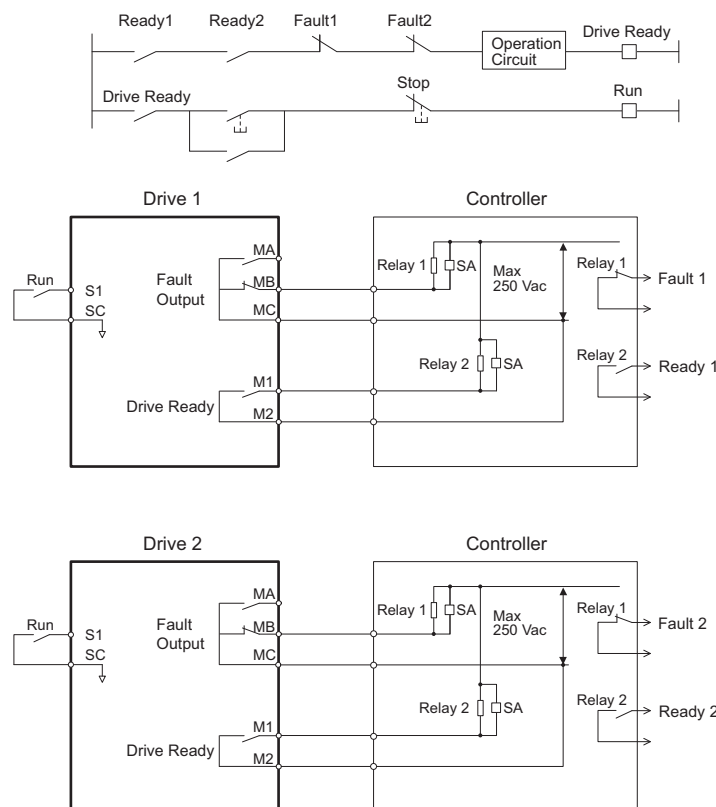 Ready1
Ready2
Fault1
Fault2
Operation
Circuit
Drive Ready
Drive Ready
Stop
Run
Drive 1
Controller
Run
S1
SC
Fault
Output
MA
MB
MC
Relay 1
SA
Max
250 Vac
Relay 1
Fault 1
Drive Ready
M1
M2
Relay 2
SA
Relay 2
Ready 1
Drive 2
Controller
Run
S1
SC
Fault
Output
MA
MB
MC
Relay 1
SA
Max
250 Vac
Relay 1
Fault 2
Drive Ready
M1
M2
Relay 2
SA
Relay 2
Ready 2